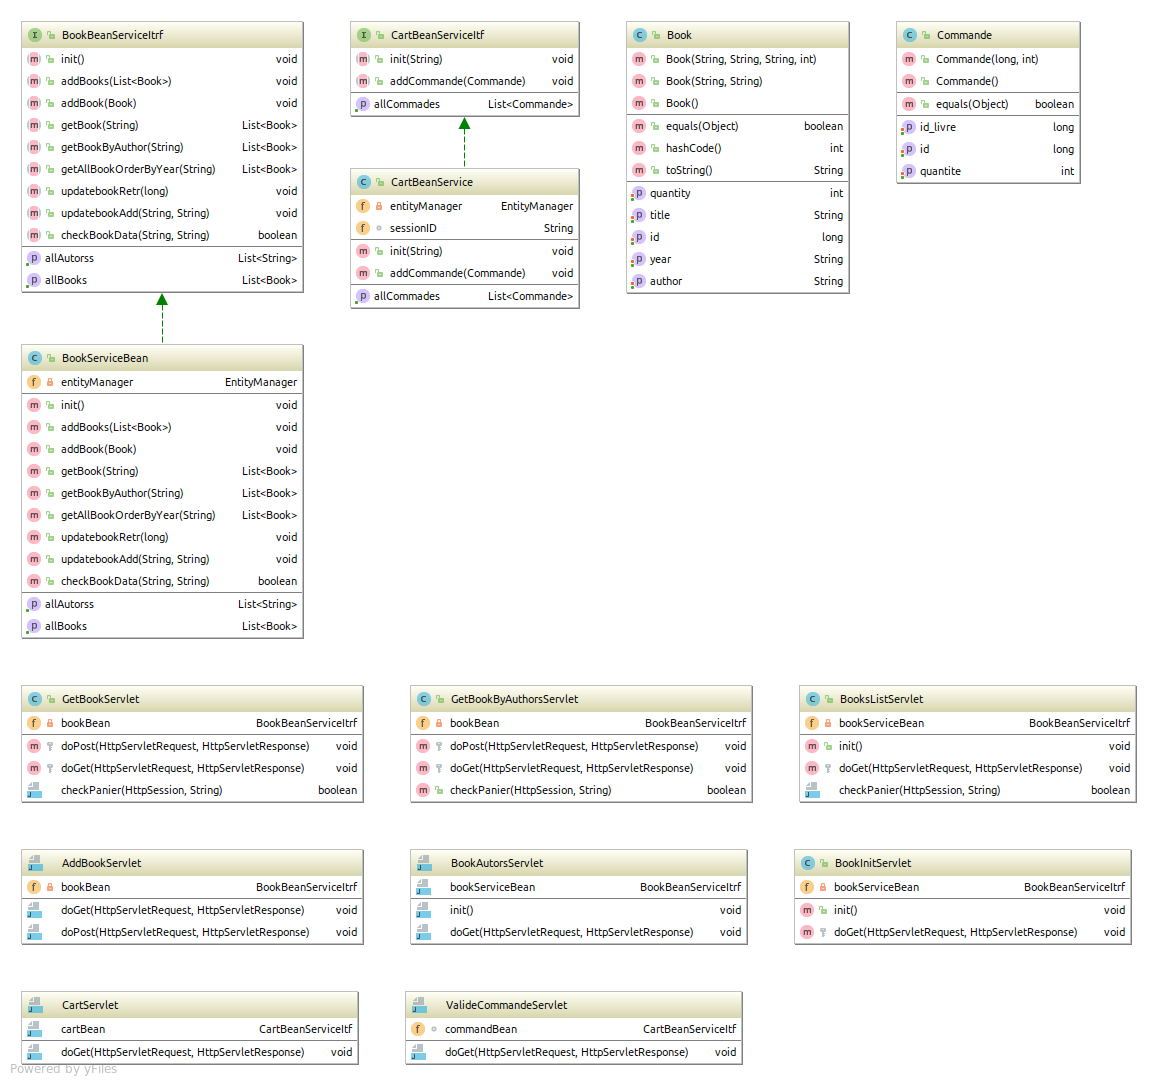 BookBeanServiceItrf
init() void
addBooks(List<Book>) void
addBook(Book) void
getBook(String) List<Book>
getBookByAuthor(String) List<Book>
getAllBookOrderByYear(String) List<Book>
updatebookRetr(long) void
updatebookAdd(String, String) void
checkBookData(String, String) boolean
allAutorss List<String>
allBooks List<Book>
CartBeanServiceItf
init(String) void
addCommande(Commande) void
allCommades List<Commande>
CartBeanService
entityManager EntityManager
sessionID String
init(String) void
addCommande(Commande) void
allCommades List<Commande>
Book
Book(String, String, String, int)
Book(String, String)
Book()
equals(Object) boolean
hashCode() int
toString() String
quantity int
title String
id long
year String
author String
Commande
Commande(long, int)
Commande()
equals(Object) boolean
id_livre long
id long
quantite int
BookServiceBean
entityManager EntityManager
init() void
addBooks(List<Book>) void
addBook(Book) void
getBook(String) List<Book>
getBookByAuthor(String) List<Book>
getAllBookOrderByYear(String) List<Book>
updatebookRetr(long) void
updatebookAdd(String, String) void
checkBookData(String, String) boolean
allAutorss List<String>
allBooks List<Book>
GetBookServlet
bookBean BookBeanServiceItrf
doPost(HttpServletRequest, HttpServletResponse) void
doGet(HttpServletRequest, HttpServletResponse) void
checkPanier(HttpSession, String) boolean
GetBookByAuthorsServlet
bookBean BookBeanServiceItrf
doPost(HttpServletRequest, HttpServletResponse) void
doGet(HttpServletRequest, HttpServletResponse) void
checkPanier(HttpSession, String) boolean
BooksListServlet
bookServiceBean BookBeanServiceItrf
init() void
doGet(HttpServletRequest, HttpServletResponse) void
checkPanier(HttpSession, String) boolean
AddBookServlet
bookBean BookBeanServiceItrf
doGet(HttpServletRequest, HttpServletResponse) void
doPost(HttpServletRequest, HttpServletResponse) void
BookAutorsServlet
bookServiceBean BookBeanServiceItrf
init() void
doGet(HttpServletRequest, HttpServletResponse) void
BookInitServlet
bookServiceBean BookBeanServiceItrf
init() void
doGet(HttpServletRequest, HttpServletResponse) void
CartServlet
cartBean CartBeanServiceItf
doGet(HttpServletRequest, HttpServletResponse) void
ValideCommandeServlet
commandBean CartBeanServiceItf
doGet(HttpServletRequest, HttpServletResponse) void
Powered by yFiles